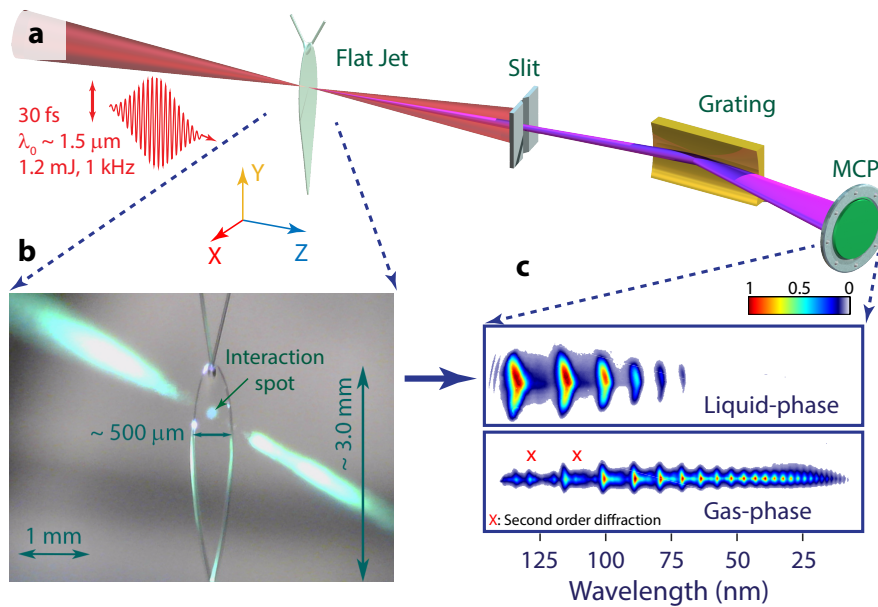 a
Flat Jet
Slit
Grating
MCP
30 fs
λ₀ ~ 1.5 μm
1.2 mJ, 1 kHz
Y
X
Z
b
Interaction
spot
~ 500 μm
~ 3.0 mm
1 mm
c
1 0.5 0
Liquid-phase
x x
X: Second order diffraction
Gas-phase
125 100 75 50 25
Wavelength (nm)